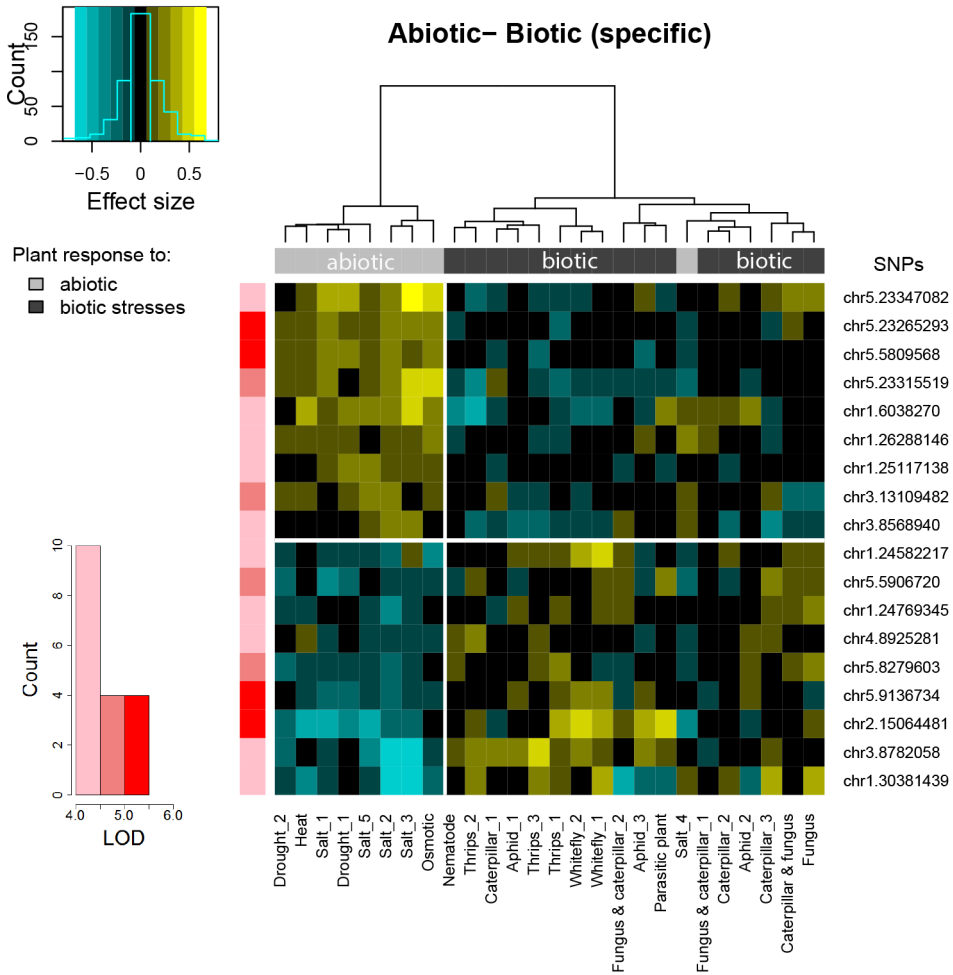 Abiotic− Biotic (specific)
Count
0
50
150
−0.5
0
0.5
Effect size
Plant response to:
abiotic
biotic stresses
abiotic
biotic
biotic
SNPs
chr5.23347082
chr5.23265293
chr5.5809568
chr5.23315519
chr1.6038270
chr1.26288146
chr1.25117138
chr3.13109482
chr3.8568940
chr1.24582217
chr5.5906720
chr1.24769345
chr4.8925281
chr5.8279603
chr5.9136734
chr2.15064481
chr3.8782058
chr1.30381439
Count
0
2
4
6
8
10
4.0
5.0
6.0
LOD
Drought_2
Heat
Salt_1
Drought_1
Salt_5
Salt_2
Salt_3
Osmotic
Nematode
Thrips_2
Caterpillar_1
Aphid_1
Thrips_3
Thrips_1
Whitefly_2
Whitefly_1
Fungus & caterpillar_2
Aphid_3
Parasitic plant
Salt_4
Fungus & caterpillar_1
Caterpillar_2
Aphid_2
Caterpillar_3
Caterpillar & fungus
Fungus